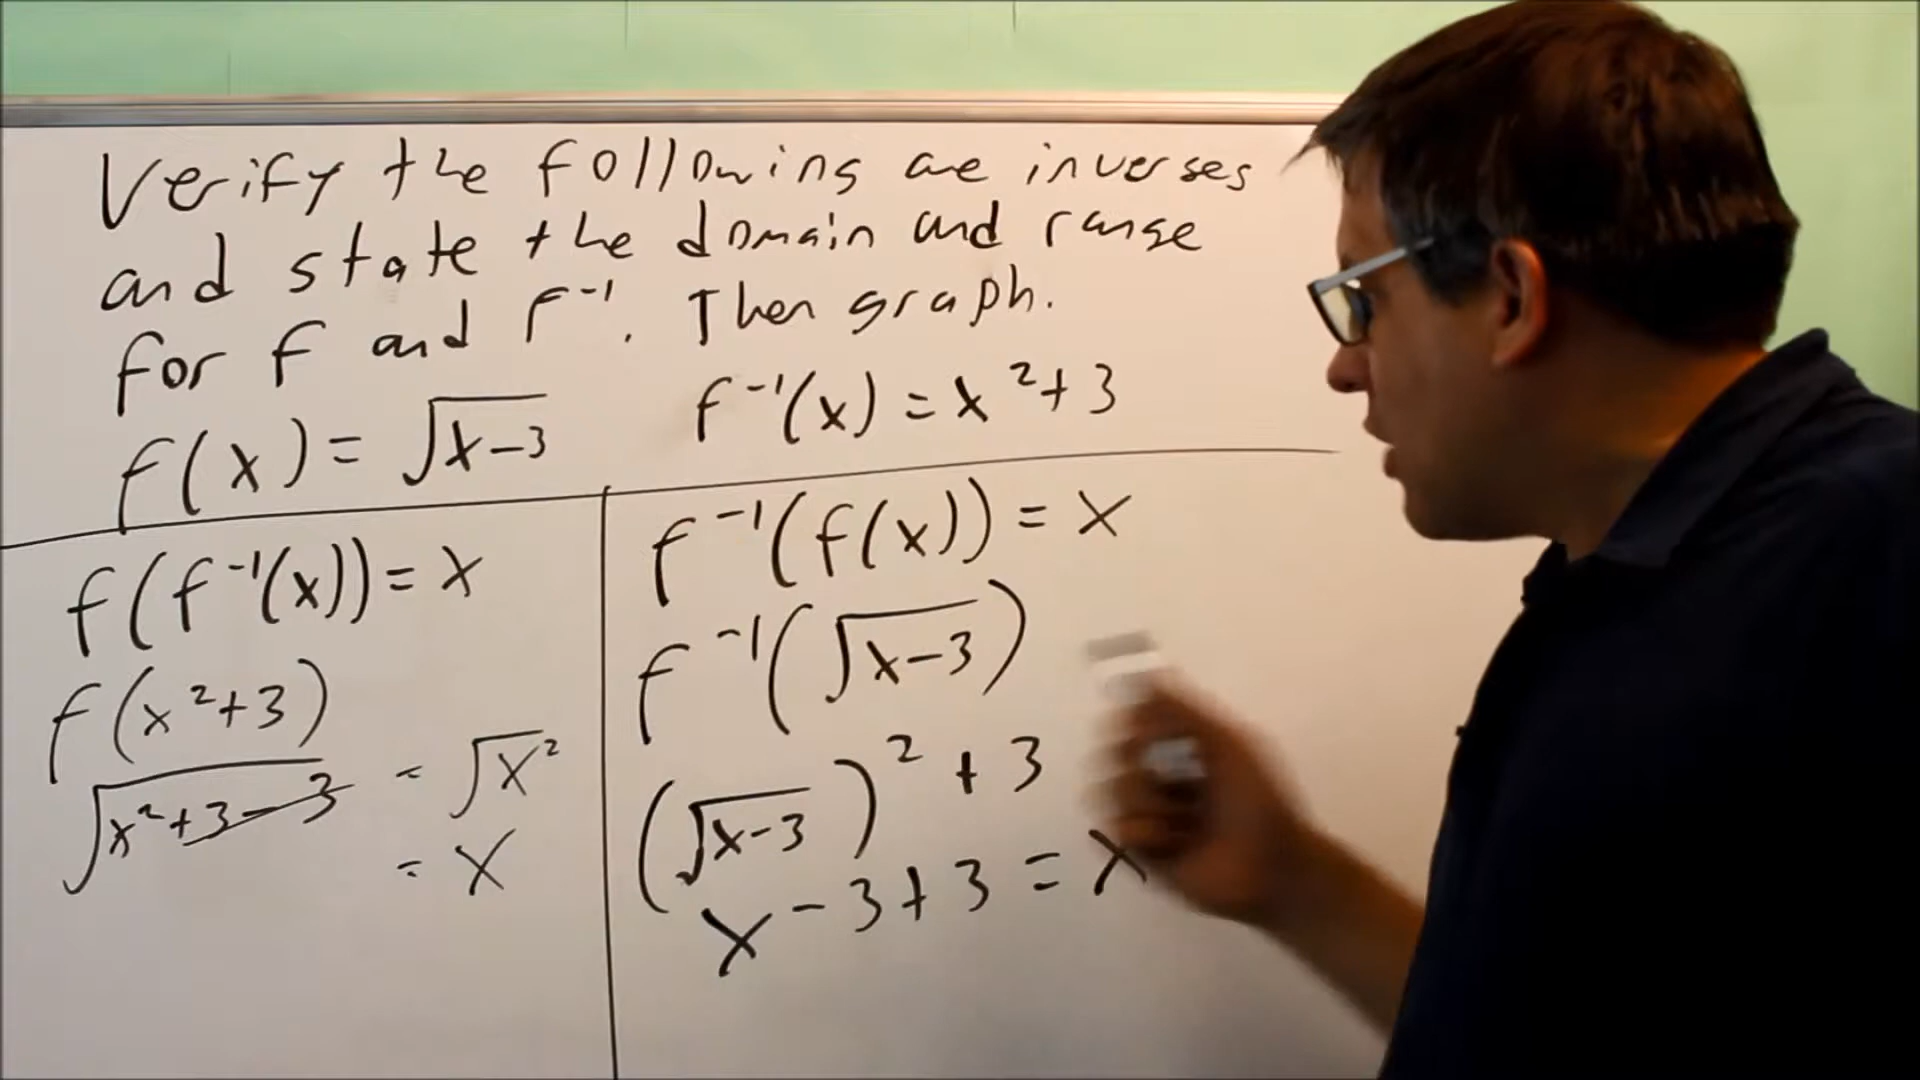 Verify the following are inverses
and state the domain and range
for f and f⁻¹. Then graph.
f(x) = √(x-3)
f⁻¹(x) = x² + 3
f(f⁻¹(x)) = x
f(x²+3)
√(x²+3-3) = √x²
= x
f⁻¹(f(x)) = x
f⁻¹(√(x-3))
(√(x-3))² + 3
x - 3 + 3 = x